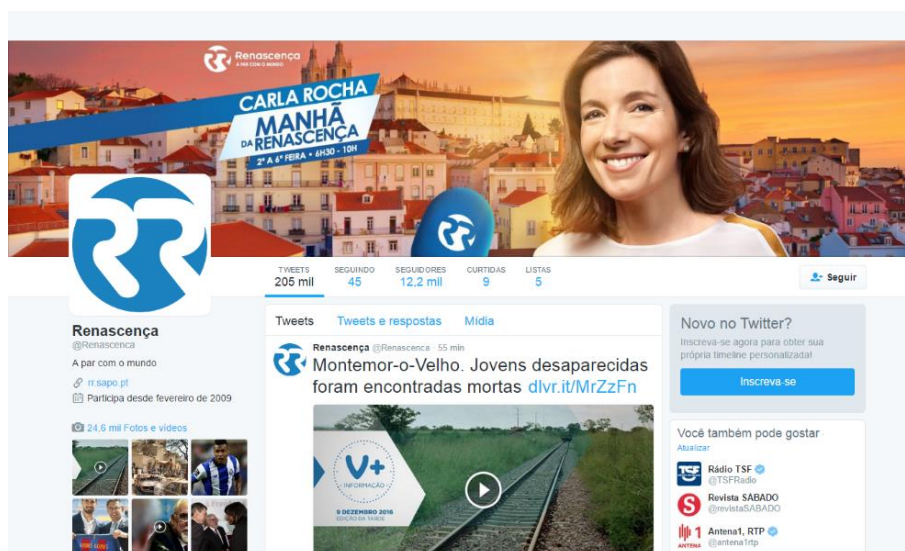 Renascença
A PAR COM O MUNDO
CARLA ROCHA
MANHÃ
DA RENASCENÇA
2ª A 6ª FEIRA • 6H30 - 10H
TWEETS
205 mil
SEGUINDO
45
SEGUIDORES
12,2 mil
CURTIDAS
9
LISTAS
5
Seguir
Renascença
@Renascenca
A par com o mundo
rr.sapo.pt
Participa desde fevereiro de 2009
24,6 mil Fotos e vídeos
Tweets Tweets e respostas Mídia
Renascença @Renascenca · 55 min
Montemor-o-Velho. Jovens desaparecidas
foram encontradas mortas dlvr.it/MrZzFn
V+
INFORMAÇÃO
9 DEZEMBRO 2016
EDIÇÃO DA TARDE
Novo no Twitter?
Inscreva-se agora para obter sua
própria timeline personalizada!
Inscreva-se
Você também pode gostar ·
Atualizar
TSF
Rádio TSF
@TSFRadio
S
Revista SÁBADO
@revistaSABADO
1
ANTENA
Antena1, RTP
@antena1rtp